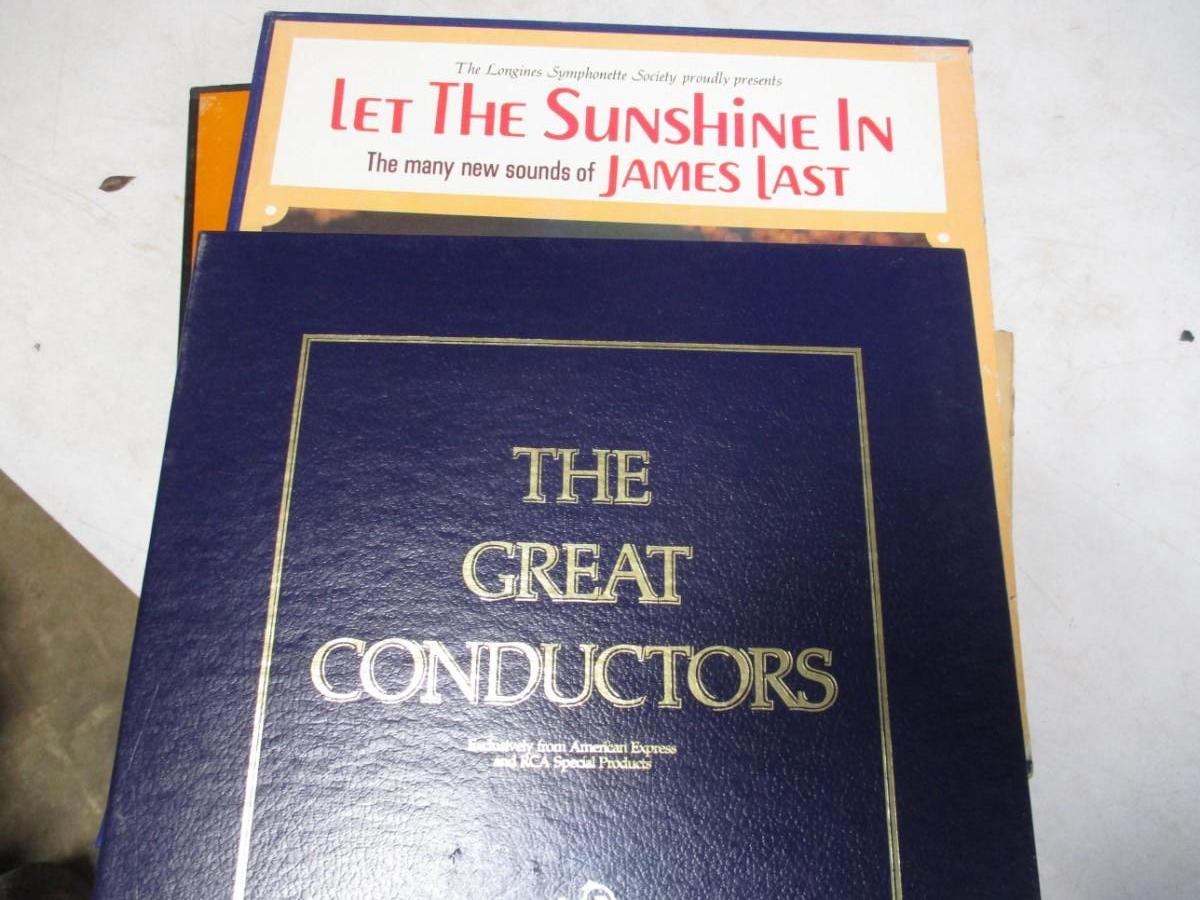 The Longines Symphonette Society proudly presents
LET THE SUNSHINE IN
The many new sounds of JAMES LAST
THE
GREAT
CONDUCTORS
Exclusively from American Express
and RCA Special Products